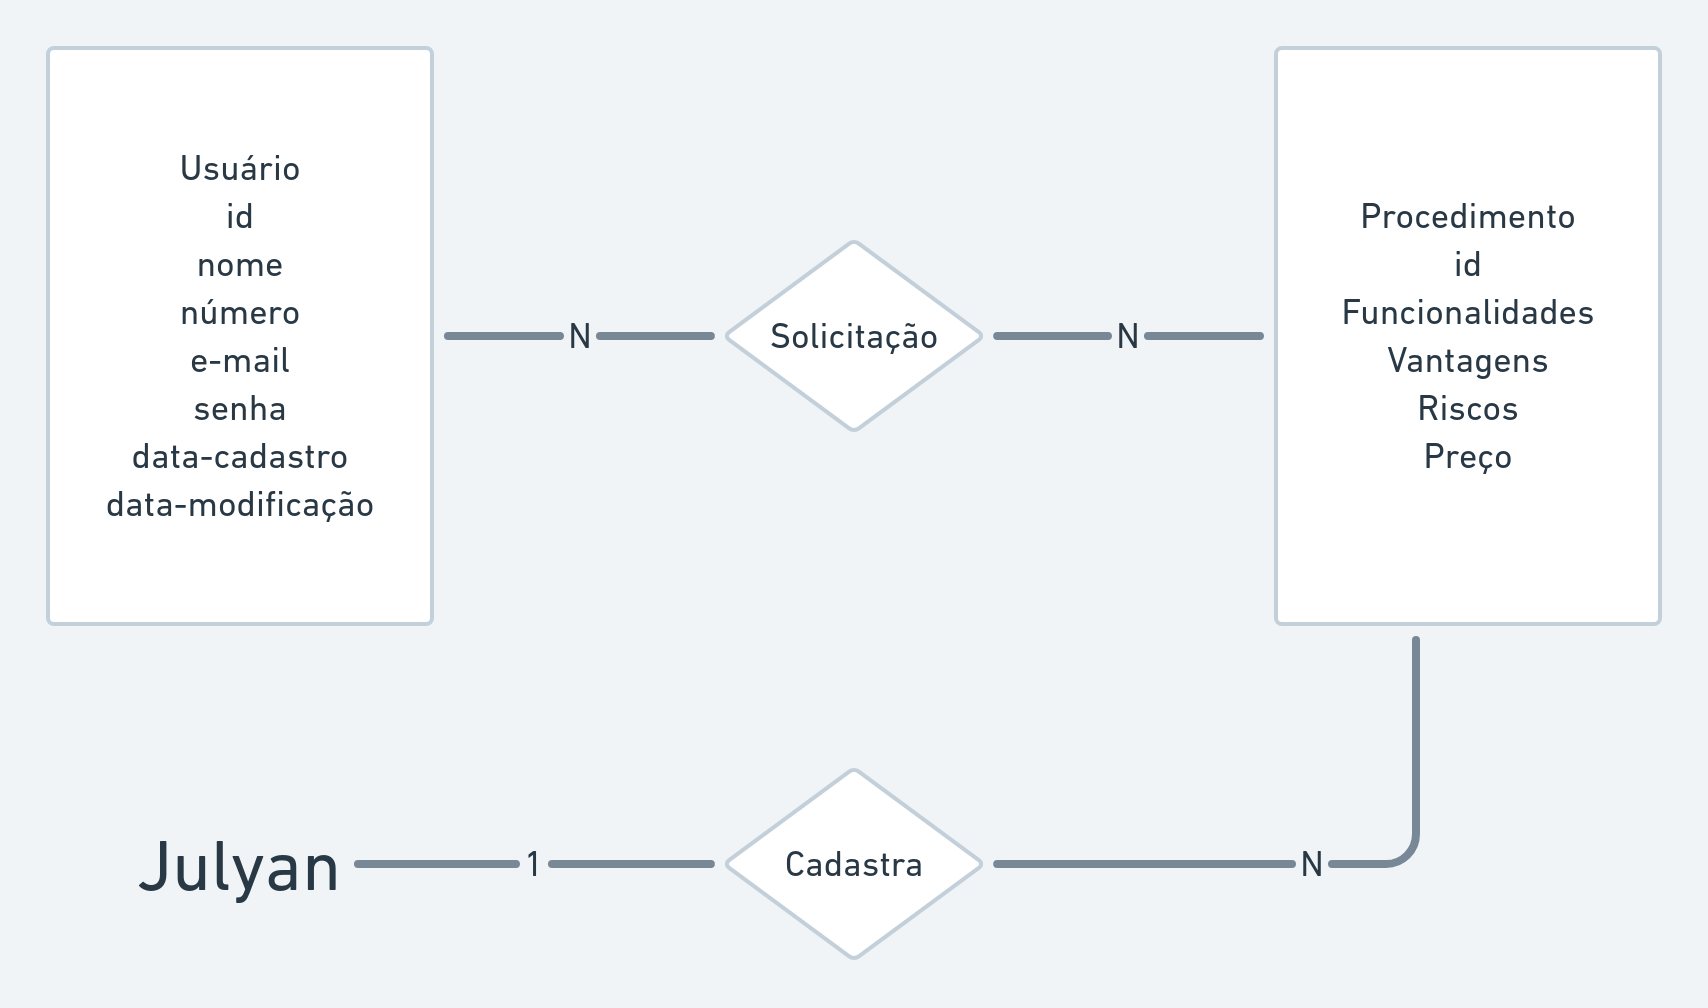 Usuário
id
nome
número
e-mail
senha
data-cadastro
data-modificação
N
Solicitação
N
Procedimento
id
Funcionalidades
Vantagens
Riscos
Preço
Julyan
1
Cadastra
N